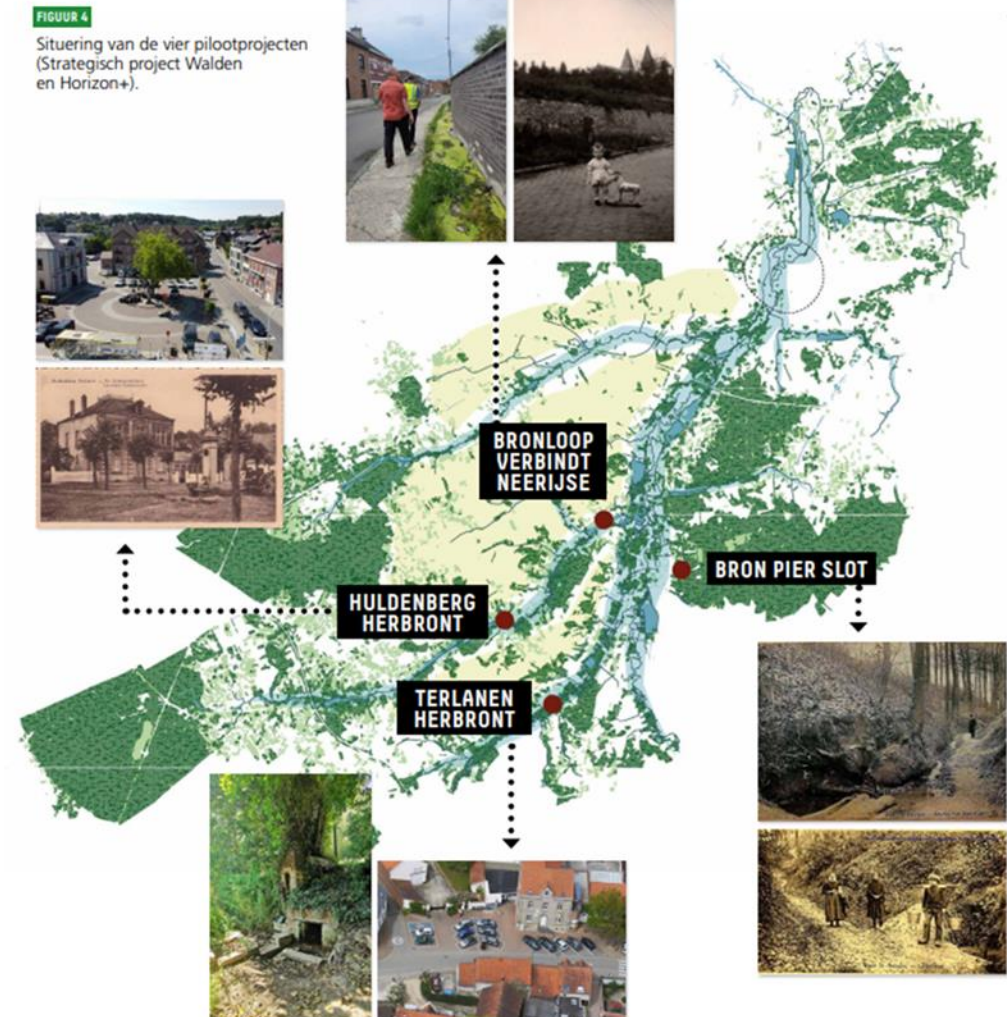 FIGUUR 4
Situering van de vier pilootprojecten
(Strategisch project Walden
en Horizon+).
BRONLOOP
VERBINDT
NEERIJSE
BRON PIER SLOT
HULDENBERG
HERBRONT
TERLANEN
HERBRONT